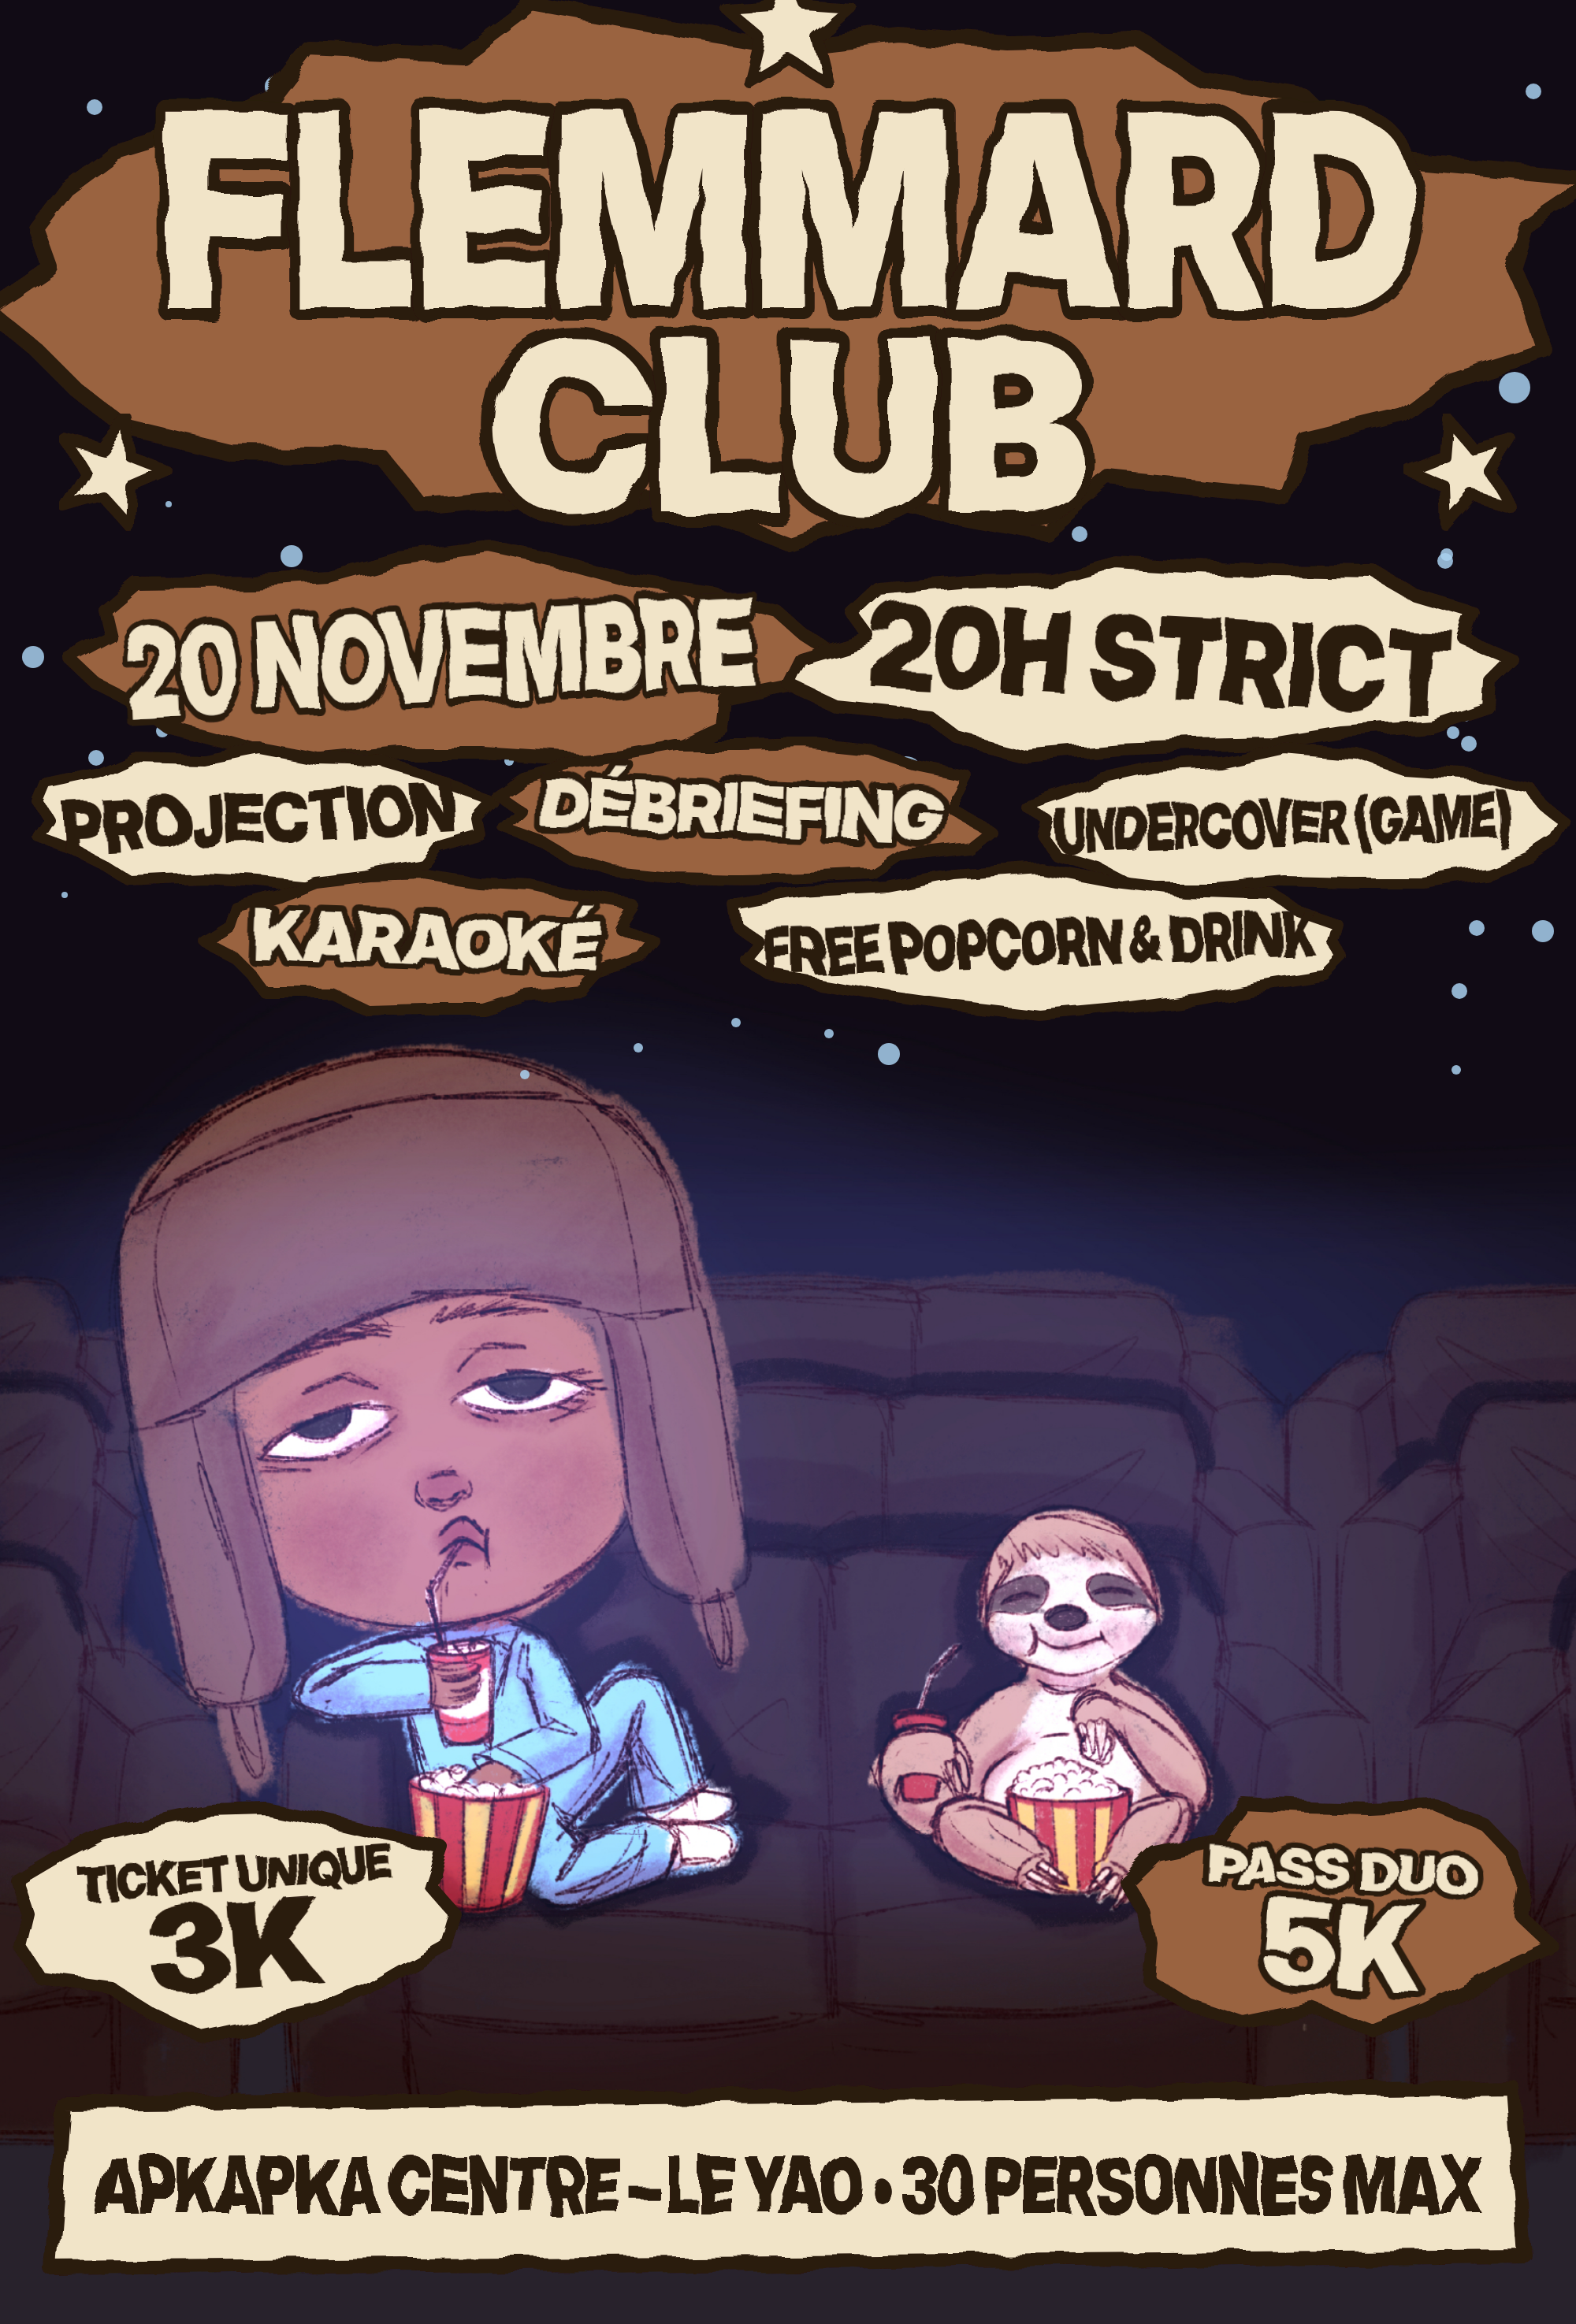 FLEMMARD
CLUB
20 NOVEMBRE
20H STRICT
PROJECTION
DÉBRIEFING
UNDERCOVER (GAME)
KARAOKÉ
FREE POPCORN & DRINK
TICKET UNIQUE
3K
PASS DUO
5K
APKAPKA CENTRE – LE YAO • 30 PERSONNES MAX